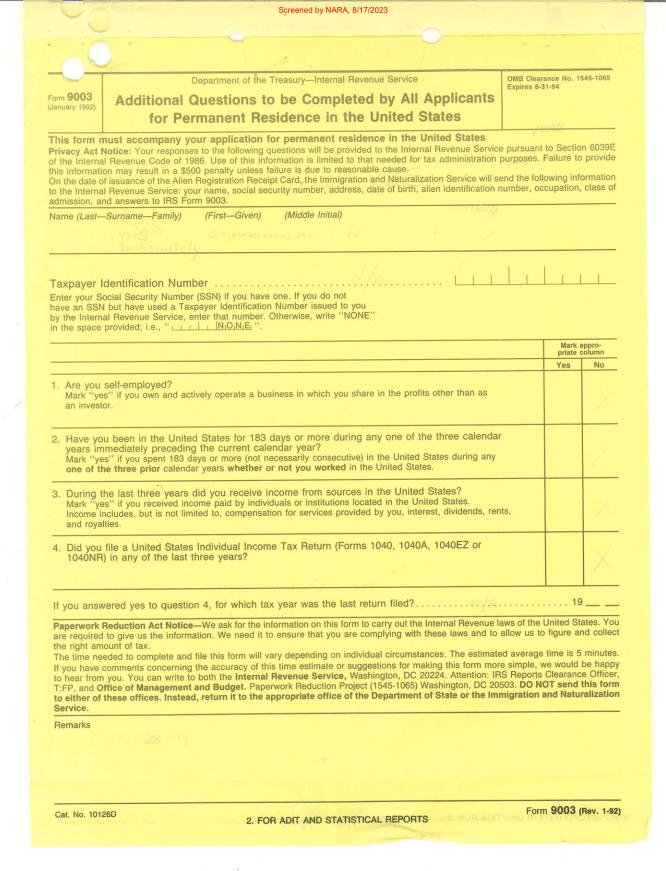 Screened by NARA, 8/17/2023
Form 9003
(January 1992)
Department of the Treasury—Internal Revenue Service
Additional Questions to be Completed by All Applicants
for Permanent Residence in the United States
OMB Clearance No. 1545-1065
Expires 8-31-94
This form must accompany your application for permanent residence in the United States
Privacy Act Notice: Your responses to the following questions will be provided to the Internal Revenue Service pursuant to Section 6039E
of the Internal Revenue Code of 1986. Use of this information is limited to that needed for tax administration purposes. Failure to provide
this information may result in a $500 penalty unless failure is due to reasonable cause.
On the date of issuance of the Alien Registration Receipt Card, the Immigration and Naturalization Service will send the following information
to the Internal Revenue Service: your name, social security number, address, date of birth, alien identification number, occupation, class of
admission, and answers to IRS Form 9003.
Name (Last—Surname—Family) (First—Given) (Middle Initial)
N
Taxpayer Identification Number
N/A
Enter your Social Security Number (SSN) if you have one. If you do not
have an SSN but have used a Taxpayer Identification Number issued to you
by the Internal Revenue Service, enter that number. Otherwise, write "NONE"
in the space provided; i.e., " N O N E ".
Mark appro-
priate column
Yes No
1. Are you self-employed?
Mark "yes" if you own and actively operate a business in which you share in the profits other than as
an investor.
X
2. Have you been in the United States for 183 days or more during any one of the three calendar
years immediately preceding the current calendar year?
Mark "yes" if you spent 183 days or more (not necessarily consecutive) in the United States during any
one of the three prior calendar years whether or not you worked in the United States.
3. During the last three years did you receive income from sources in the United States?
Mark "yes" if you received income paid by individuals or institutions located in the United States.
Income includes, but is not limited to, compensation for services provided by you, interest, dividends, rents,
and royalties.
X
4. Did you file a United States Individual Income Tax Return (Forms 1040, 1040A, 1040EZ or
1040NR) in any of the last three years?
X
If you answered yes to question 4, for which tax year was the last return filed? N/A 19
Paperwork Reduction Act Notice—We ask for the information on this form to carry out the Internal Revenue laws of the United States. You
are required to give us the information. We need it to ensure that you are complying with these laws and to allow us to figure and collect
the right amount of tax.
The time needed to complete and file this form will vary depending on individual circumstances. The estimated average time is 5 minutes.
If you have comments concerning the accuracy of this time estimate or suggestions for making this form more simple, we would be happy
to hear from you. You can write to both the Internal Revenue Service, Washington, DC 20224. Attention: IRS Reports Clearance Officer,
T:FP, and Office of Management and Budget. Paperwork Reduction Project (1545-1065) Washington, DC 20503. DO NOT send this form
to either of these offices. Instead, return it to the appropriate office of the Department of State or the Immigration and Naturalization
Service.
Remarks
Cat. No. 10126D
2. FOR ADIT AND STATISTICAL REPORTS
Form 9003 (Rev. 1-92)